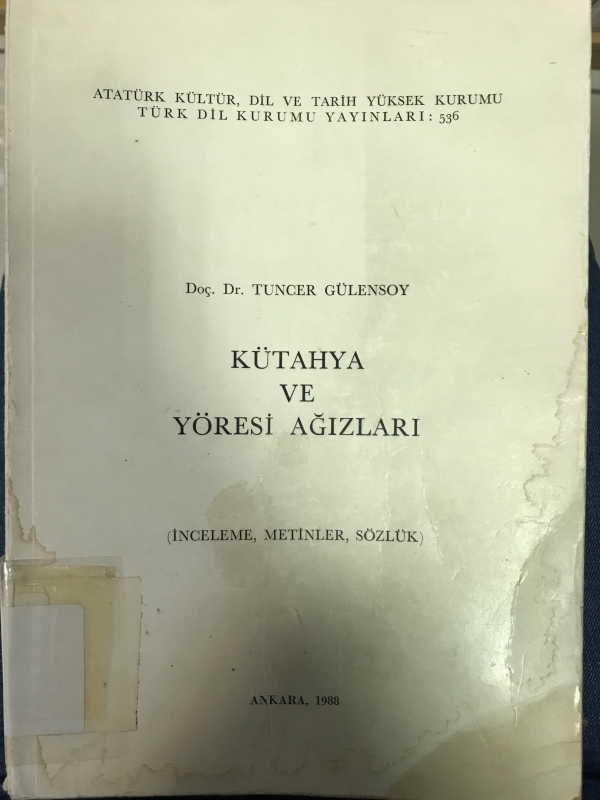 ATATÜRK KÜLTÜR, DİL VE TARİH YÜKSEK KURUMU
TÜRK DİL KURUMU YAYINLARI: 536
Doç. Dr. TUNCER GÜLENSOY
KÜTAHYA
VE
YÖRESİ AĞIZLARI
(İNCELEME, METİNLER, SÖZLÜK)
ANKARA, 1988